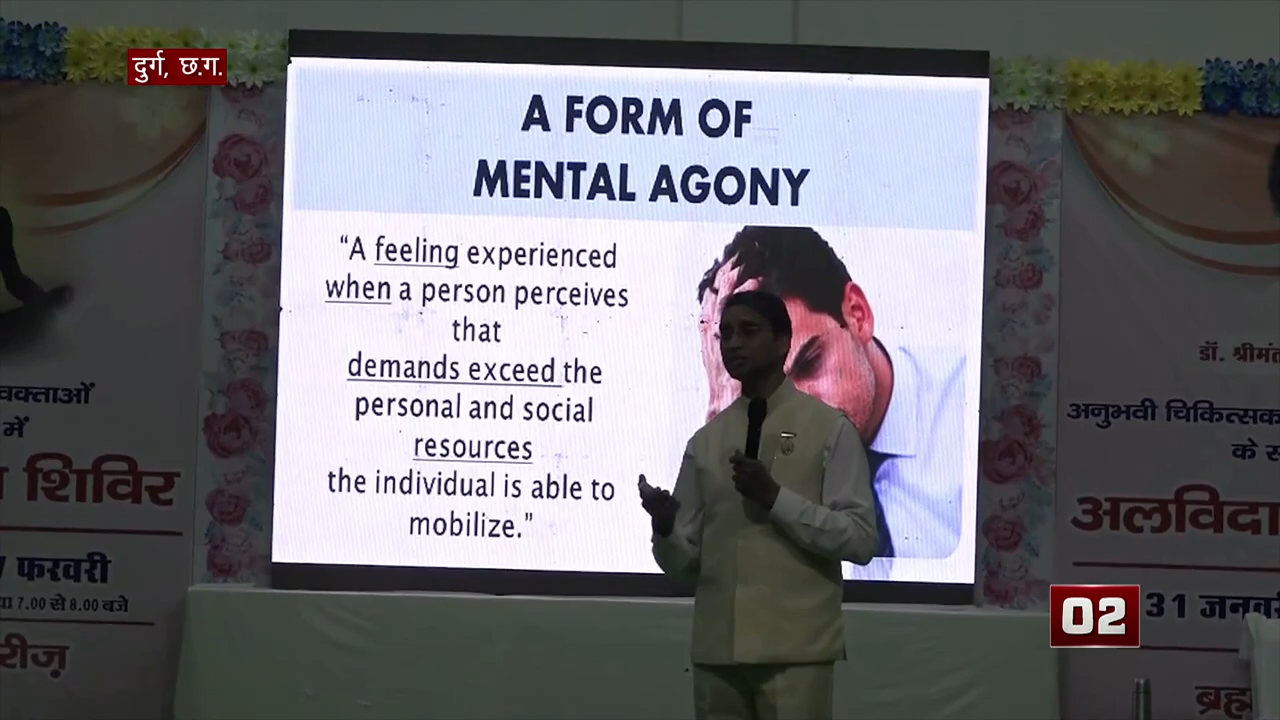 दुर्ग, छ.ग.
A FORM OF
MENTAL AGONY
“A feeling experienced
when a person perceives
that
demands exceed the
personal and social
resources
the individual is able to
mobilize.”
में
शिविर
फरवरी
7.00 से 8.00 बजे
डॉ. श्रीमं
अनुभवी चिकित्सक
के स
अलविदा
31 जनव
ब्रह्म
02